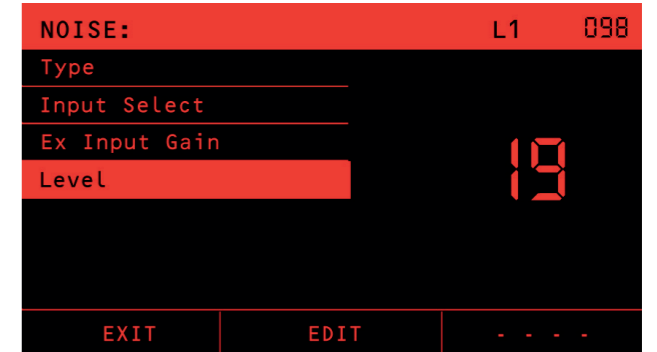 NOISE: L1 098
Type
Input Select
Ex Input Gain
Level
19
EXIT EDIT - - - -